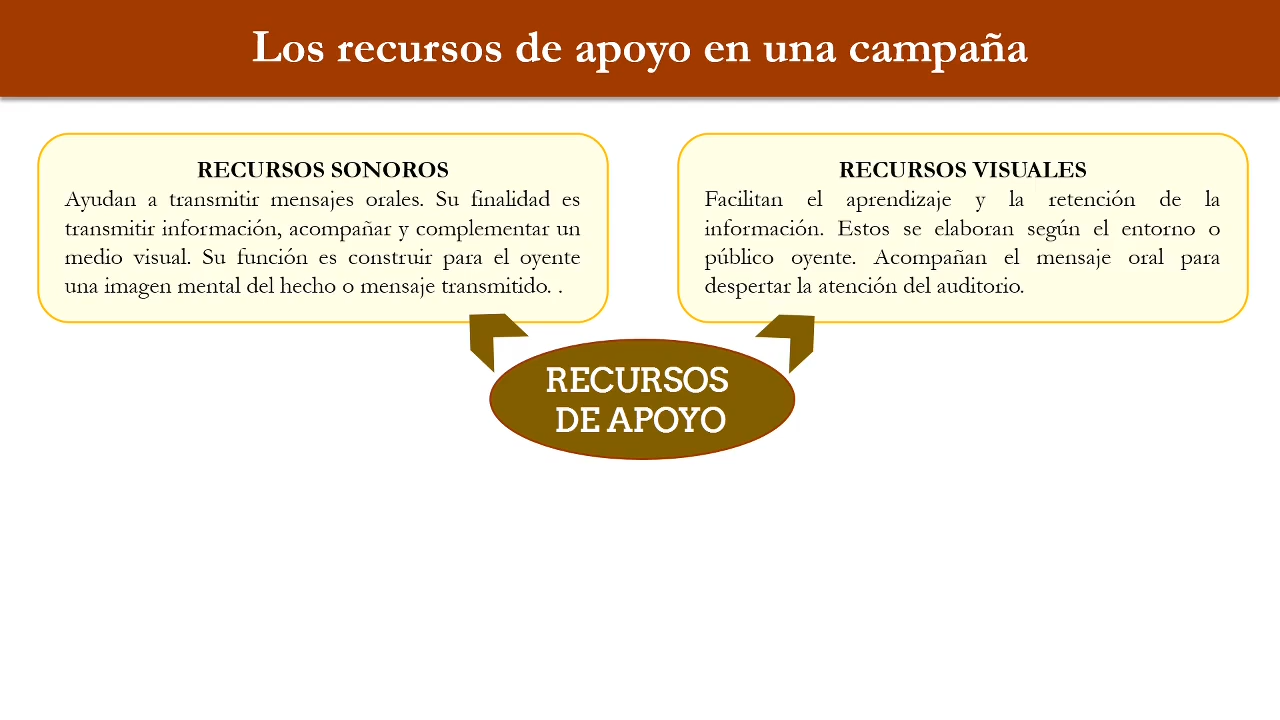 Los recursos de apoyo en una campaña
RECURSOS SONOROS
Ayudan a transmitir mensajes orales. Su finalidad es
transmitir información, acompañar y complementar un
medio visual. Su función es construir para el oyente
una imagen mental del hecho o mensaje transmitido. .
RECURSOS VISUALES
Facilitan el aprendizaje y la retención de la
información. Estos se elaboran según el entorno o
público oyente. Acompañan el mensaje oral para
despertar la atención del auditorio.
RECURSOS
DE APOYO